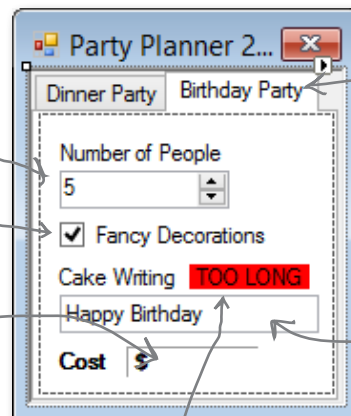 Party Planner 2...
Dinner Party Birthday Party
Number of People
5
Fancy Decorations
Cake Writing TOO LONG
Happy Birthday
Cost $